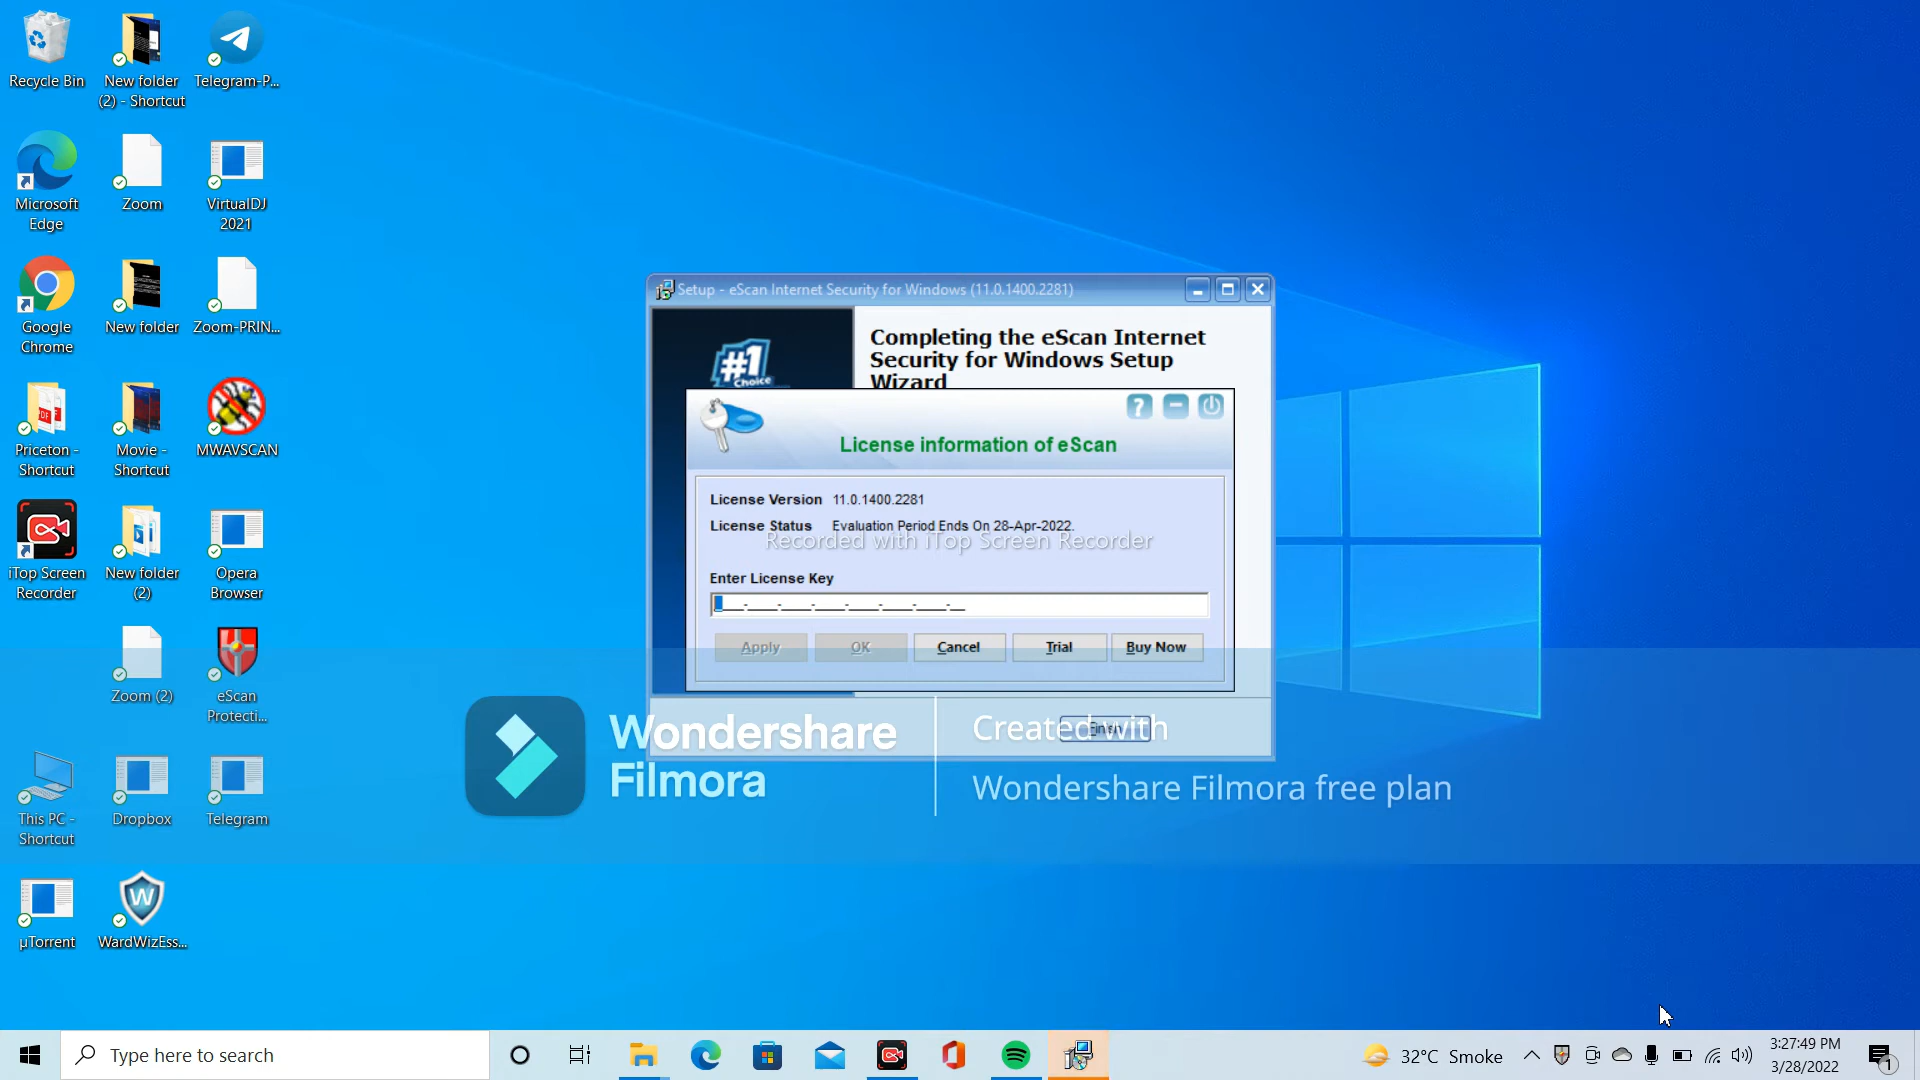 Recycle Bin
New folder
(2) - Shortcut
Telegram-P...
Microsoft
Edge
Zoom
VirtualDJ
2021
Google
Chrome
New folder
Zoom-PRIN...
Priceton -
Shortcut
Movie -
Shortcut
MWAVSCAN
iTop Screen
Recorder
New folder
(2)
Opera
Browser
Zoom (2)
eScan
Protecti...
This PC -
Shortcut
Dropbox
Telegram
µTorrent
WardWizEss...
Setup - eScan Internet Security for Windows (11.0.1400.2281)
#1
Choice
Completing the eScan Internet
Security for Windows Setup
Wizard
License information of eScan
License Version 11.0.1400.2281
License Status Evaluation Period Ends On 28-Apr-2022.
Recorded with iTop Screen Recorder
Enter License Key
Apply OK Cancel Trial Buy Now
Finish
Wondershare
Filmora
Created with
Wondershare Filmora free plan
Type here to search
32°C Smoke
3:27:49 PM
3/28/2022
1